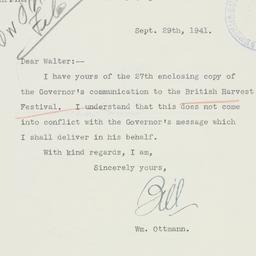 Sept. 29th, 1941.
Dear Walter:--
I have yours of the 27th enclosing copy of
the Governor's communication to the British Harvest
Festival. I understand that this does not come
into conflict with the Governor's message which
I shall deliver in his behalf.
With kind regards, I am,
Sincerely yours,
Bill
Wm. Ottmann.